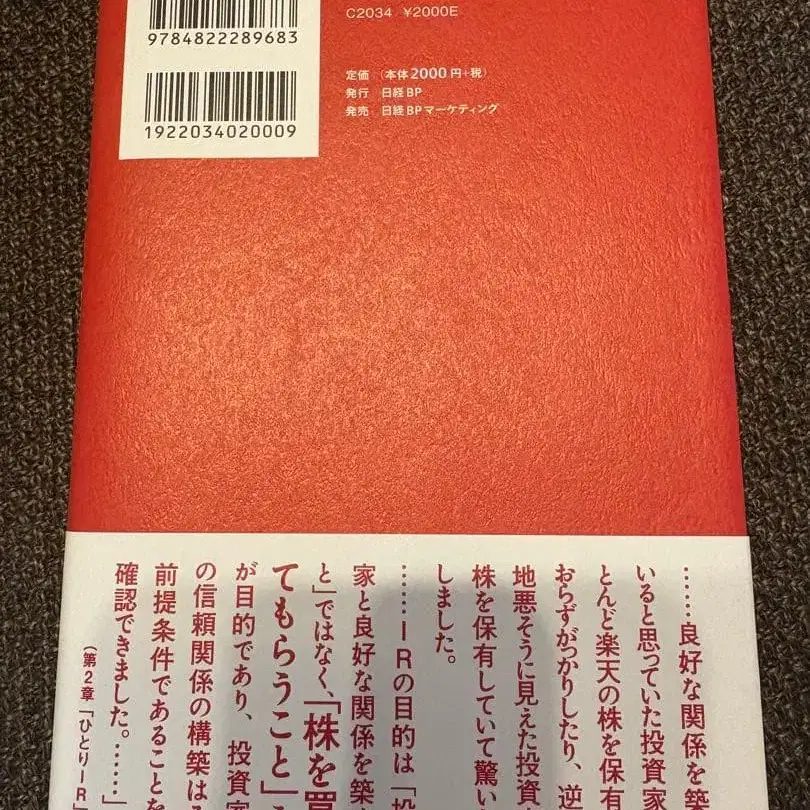 9784822289683
C2034 ¥2000E
1922034020009
定価 (本体2000円+税)
発行 日経BP
発売 日経BPマーケティング
……良好な関係を築
いると思っていた投資家
とんど楽天の株を保有
おらずがっかりしたり、逆
地悪そうに見えた投資
株を保有していて驚い
しました。
……IRの目的は「投
家と良好な関係を築
と」ではなく、「株を買
てもらうこと」
が目的であり、投資家
の信頼関係の構築は
前提条件であることを
確認できました。……」
(第2章「ひとりIR」